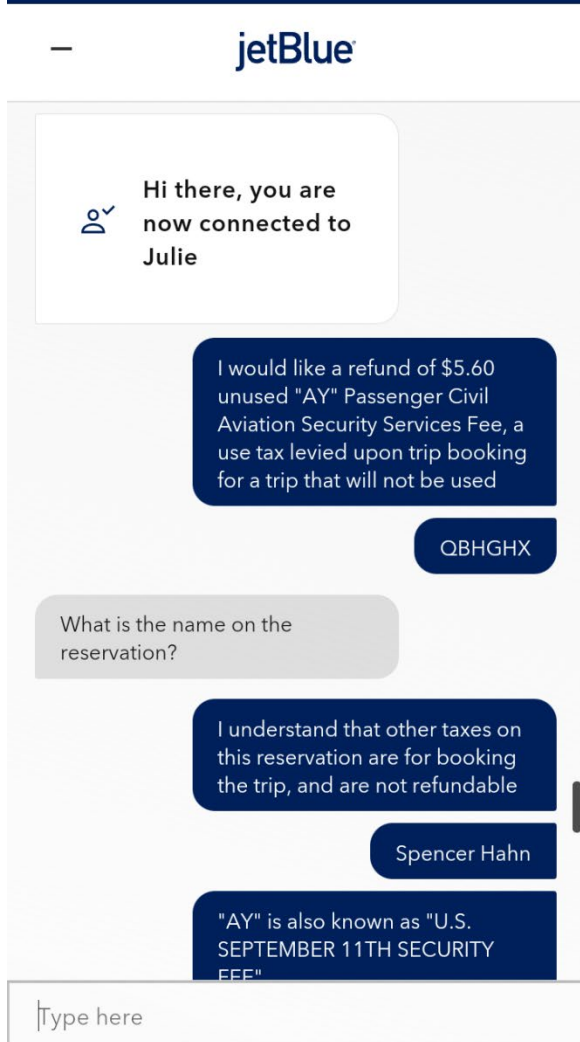 jetBlue
Hi there, you are
now connected to
Julie
I would like a refund of $5.60
unused "AY" Passenger Civil
Aviation Security Services Fee, a
use tax levied upon trip booking
for a trip that will not be used
QBHGHX
What is the name on the
reservation?
I understand that other taxes on
this reservation are for booking
the trip, and are not refundable
Spencer Hahn
"AY" is also known as "U.S.
SEPTEMBER 11TH SECURITY
FEE"
Type here